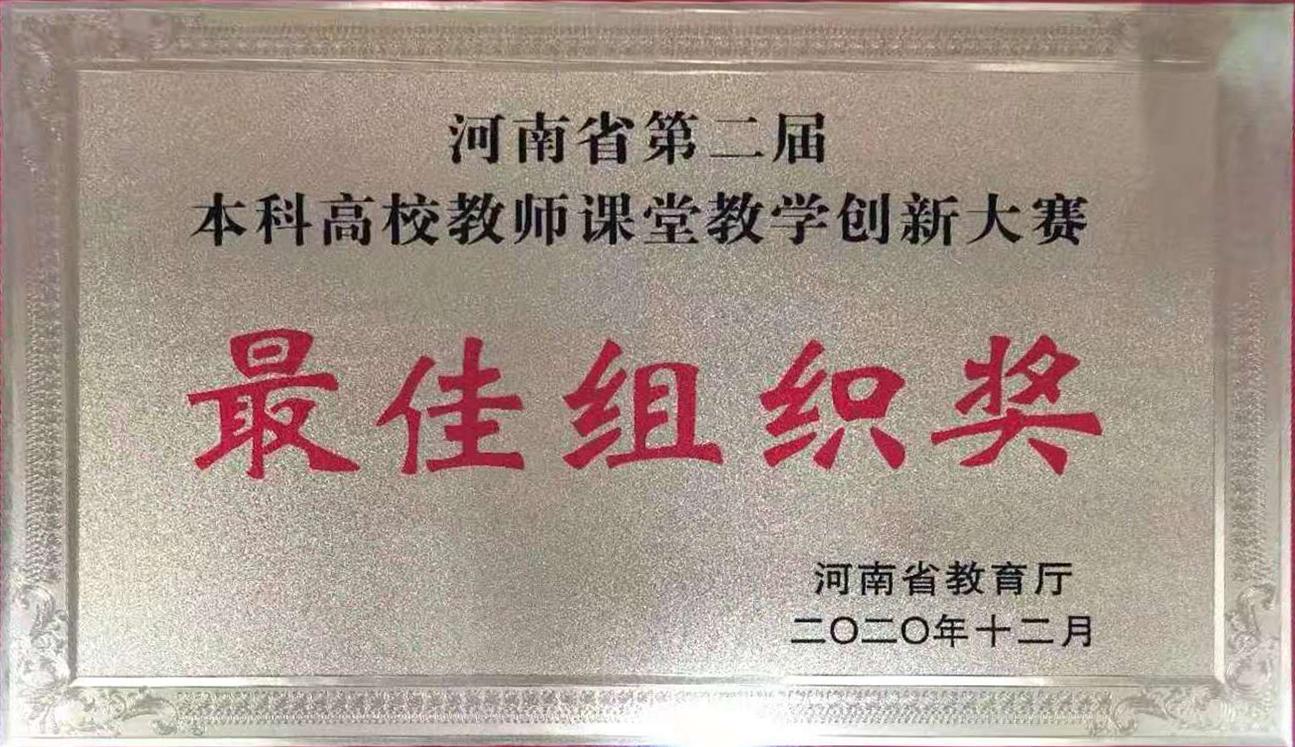 河南省第二届
本科高校教师课堂教学创新大赛
最佳组织奖
河南省教育厅
二〇二〇年十二月